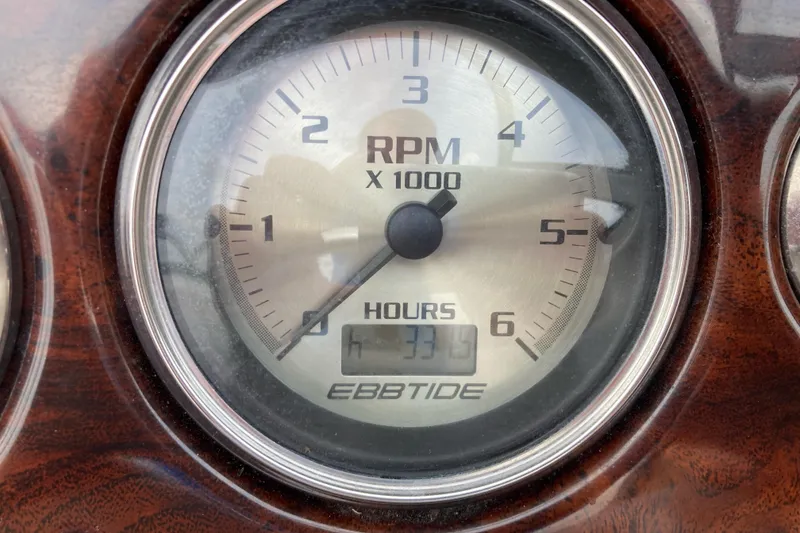 3
2 4
RPM
X 1000
1 5
HOURS
0 6
h
EBBTIDE